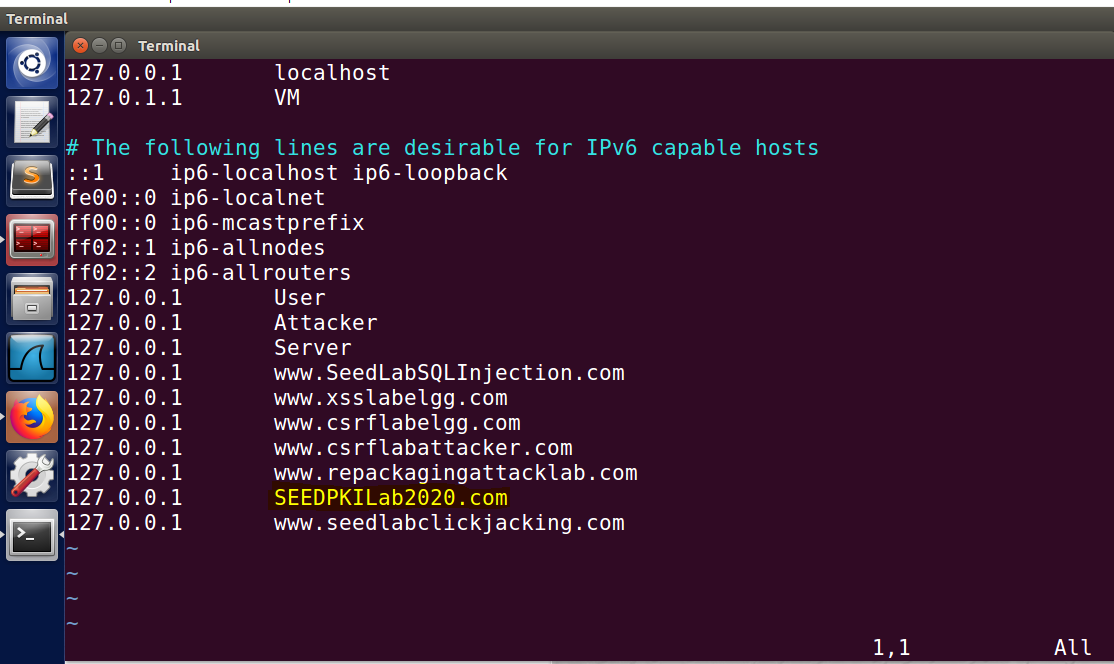 Terminal
Terminal
127.0.0.1 localhost
127.0.1.1 VM
# The following lines are desirable for IPv6 capable hosts
::1 ip6-localhost ip6-loopback
fe00::0 ip6-localnet
ff00::0 ip6-mcastprefix
ff02::1 ip6-allnodes
ff02::2 ip6-allrouters
127.0.0.1 User
127.0.0.1 Attacker
127.0.0.1 Server
127.0.0.1 www.SeedLabSQLInjection.com
127.0.0.1 www.xsslabelgg.com
127.0.0.1 www.csrflabelgg.com
127.0.0.1 www.csrflabattacker.com
127.0.0.1 www.repackagingattacklab.com
127.0.0.1 SEEDPKILab2020.com
127.0.0.1 www.seedlabclickjacking.com
~
~
~
~
1,1 All